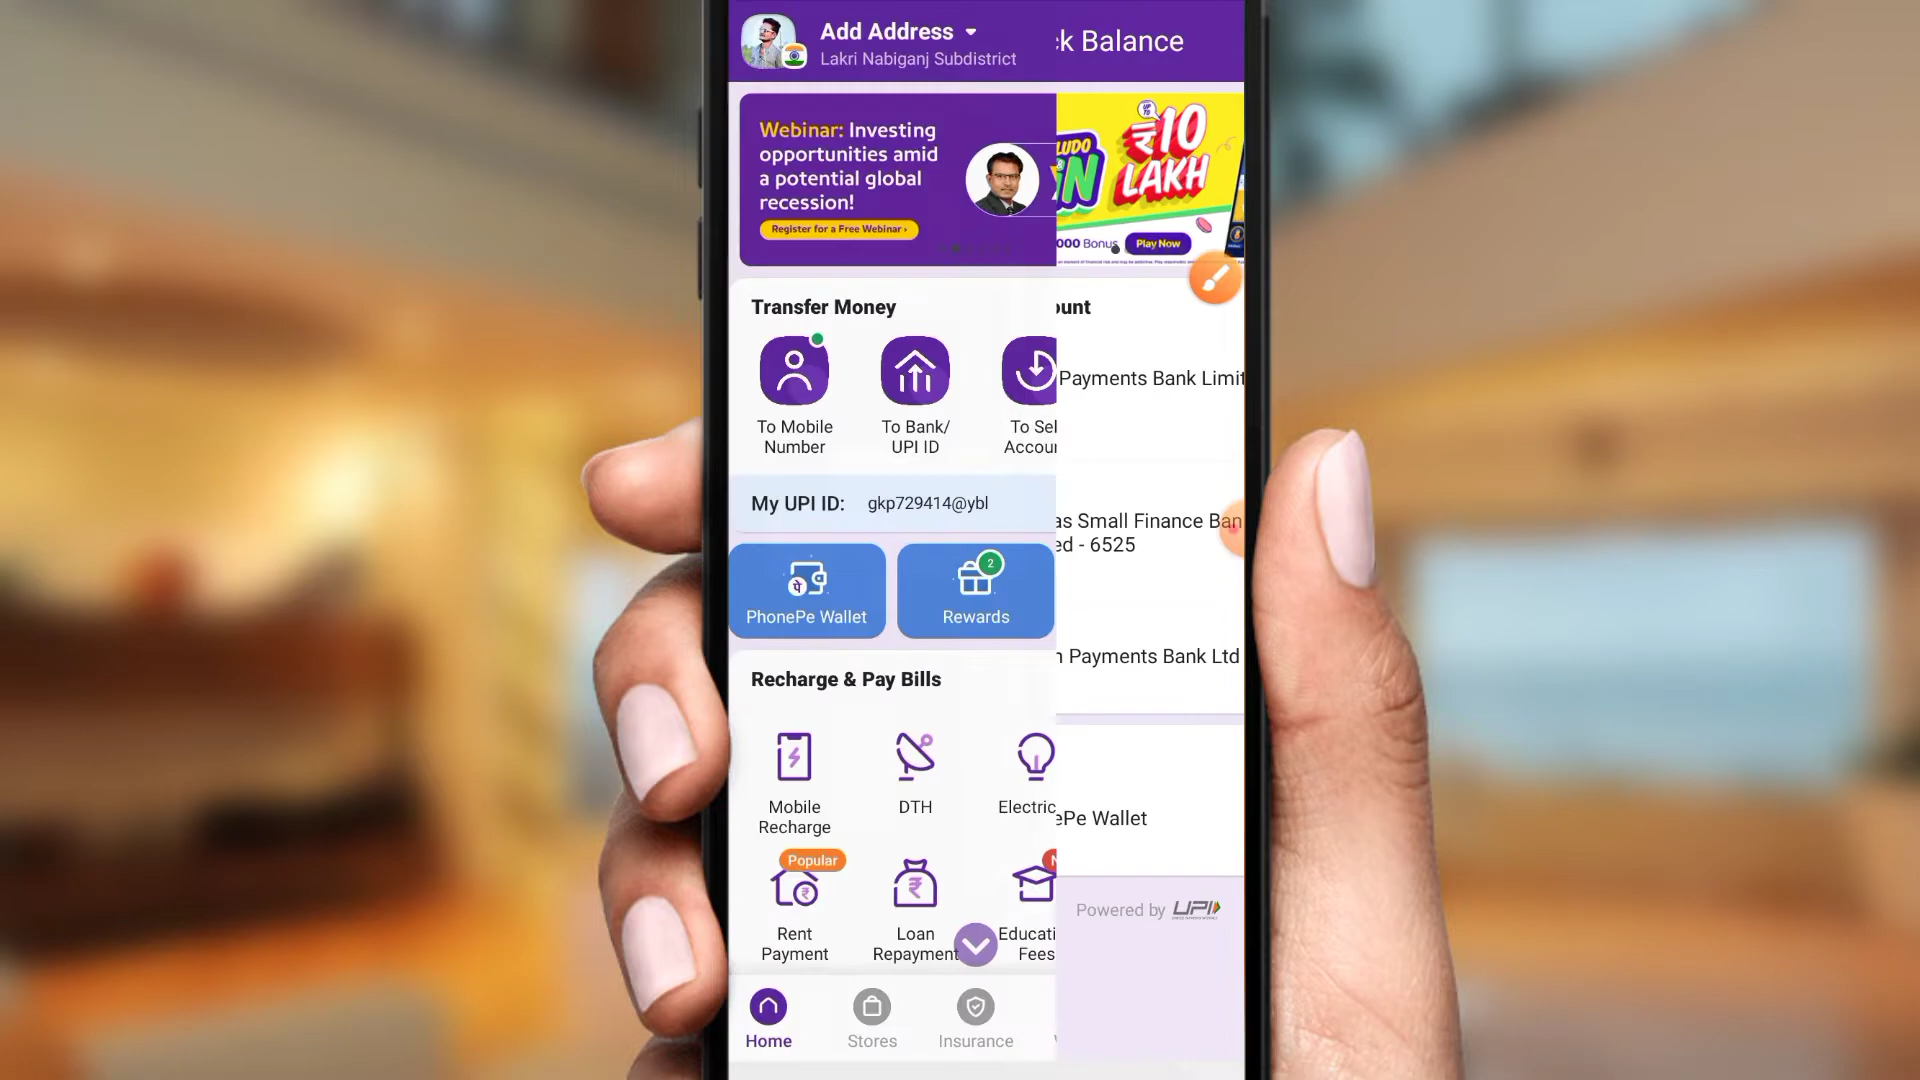 Add Address
Lakri Nabiganj Subdistrict
k Balance
Webinar: Investing
opportunities amid
a potential global
recession!
Register for a Free Webinar ›
UP TO
₹10
LAKH
LUDO
000 Bonus
Play Now
Transfer Money
ount
To Mobile
Number
To Bank/
UPI ID
To Sel
Accou
Payments Bank Limit
My UPI ID: gkp729414@ybl
as Small Finance Ban
ed - 6525
2
पे
PhonePe Wallet
Rewards
Payments Bank Ltd
Recharge & Pay Bills
Mobile
Recharge
DTH
Electric
ePe Wallet
Popular
Rent
Payment
Loan
Repayment
Educati
Fees
Powered by UPI
Home
Stores
Insurance